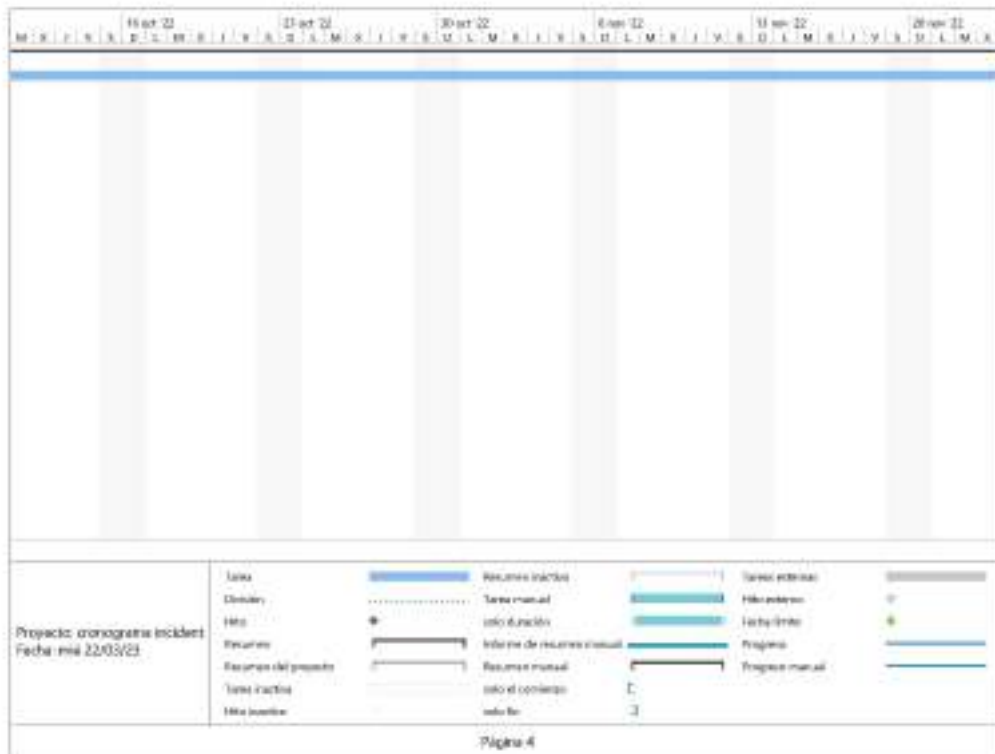 16 oct '22 23 oct '22 30 oct '22 6 nov '22 13 nov '22 20 nov '22
M X J V S D L M X J V S D L M X J V S D L M X J V S D L M X J V S D L M X J V S D L M X
Tarea
División
Hito
Resumen
Resumen del proyecto
Tarea inactiva
Hito inactivo
Resumen inactivo
Tarea manual
solo duración
Informe de resumen manual
Resumen manual
solo el comienzo
solo fin
Tareas externas
Hito externo
Fecha límite
Progreso
Progreso manual
Proyecto: cronograma incident
Fecha: mié 22/03/23
Página 4